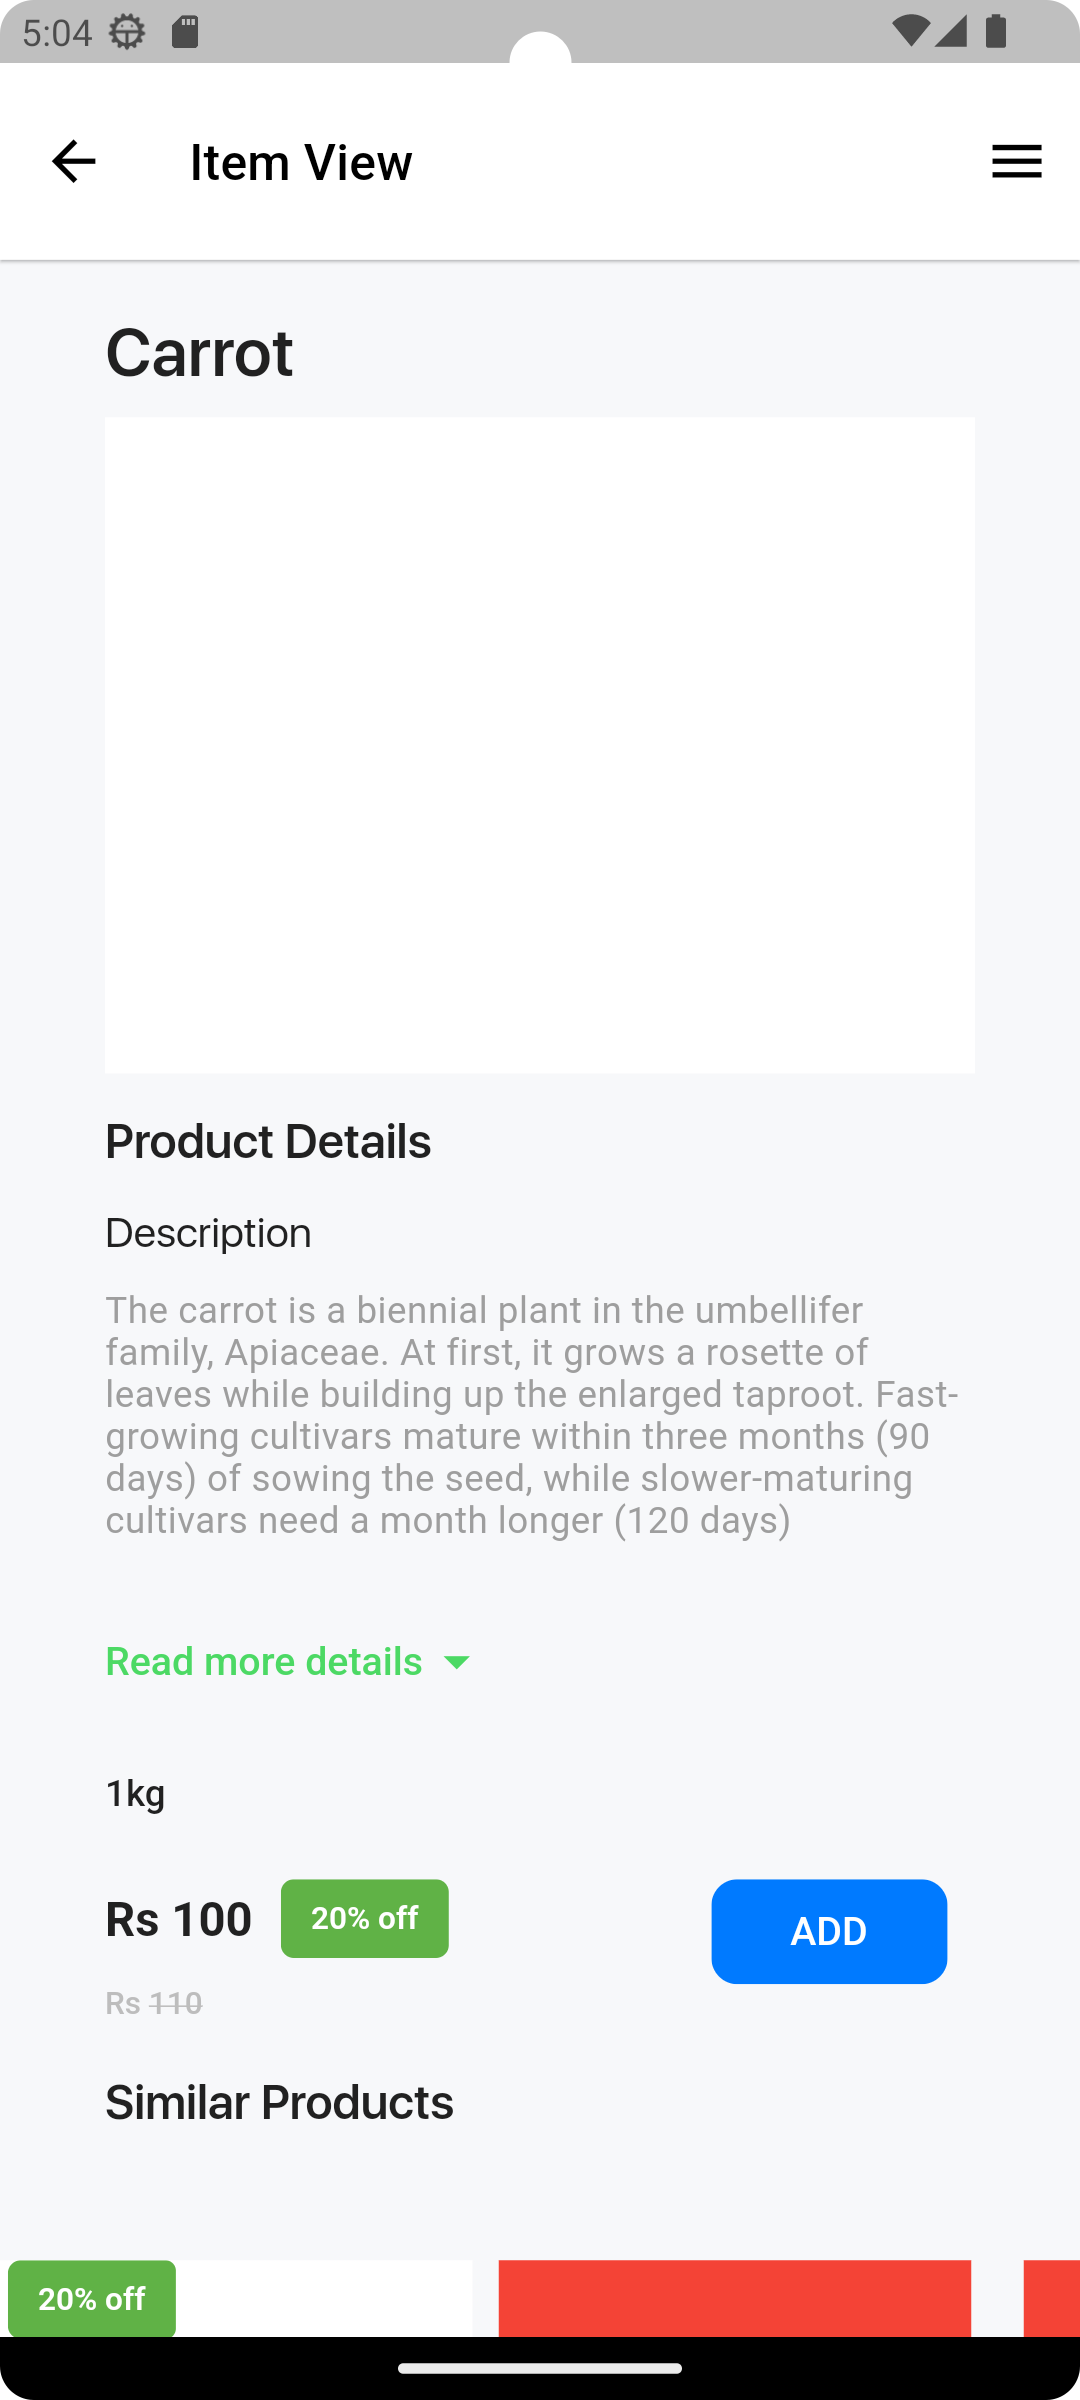 5:04
Item View
Carrot
Product Details
Description
The carrot is a biennial plant in the umbellifer
family, Apiaceae. At first, it grows a rosette of
leaves while building up the enlarged taproot. Fast-
growing cultivars mature within three months (90
days) of sowing the seed, while slower-maturing
cultivars need a month longer (120 days)
Read more details
1kg
Rs 100
20% off
ADD
Rs 110
Similar Products
20% off